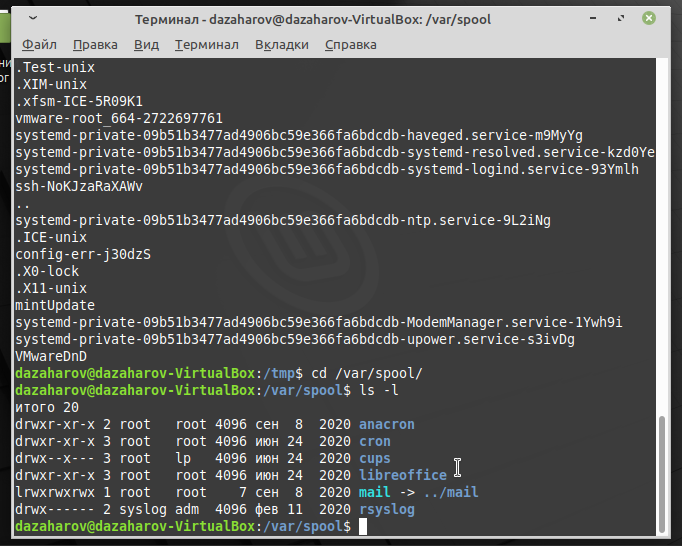 Терминал - dazaharov@dazaharov-VirtualBox: /var/spool
Файл Правка Вид Терминал Вкладки Справка
.Test-unix
.XIM-unix
.xfsm-ICE-5R09K1
vmware-root_664-2722697761
systemd-private-09b51b3477ad4906bc59e366fa6bdcdb-haveged.service-m9MyYg
systemd-private-09b51b3477ad4906bc59e366fa6bdcdb-systemd-resolved.service-kzd0Ye
systemd-private-09b51b3477ad4906bc59e366fa6bdcdb-systemd-logind.service-93Ymlh
ssh-NoKJzaRaXAWv
..
systemd-private-09b51b3477ad4906bc59e366fa6bdcdb-ntp.service-9L2iNg
.ICE-unix
config-err-j30dzS
.X0-lock
.X11-unix
mintUpdate
systemd-private-09b51b3477ad4906bc59e366fa6bdcdb-ModemManager.service-1Ywh9i
systemd-private-09b51b3477ad4906bc59e366fa6bdcdb-upower.service-s3ivDg
VMwareDnD
dazaharov@dazaharov-VirtualBox:/tmp$ cd /var/spool/
dazaharov@dazaharov-VirtualBox:/var/spool$ ls -l
итого 20
drwxr-xr-x 2 root   root 4096 сен  8  2020 anacron
drwxr-xr-x 3 root   root 4096 июн 24  2020 cron
drwx--x--- 3 root   lp   4096 июн 24  2020 cups
drwxr-xr-x 3 root   root 4096 июн 24  2020 libreoffice
lrwxrwxrwx 1 root   root    7 сен  8  2020 mail -> ../mail
drwx------ 2 syslog adm  4096 фев 11  2020 rsyslog
dazaharov@dazaharov-VirtualBox:/var/spool$